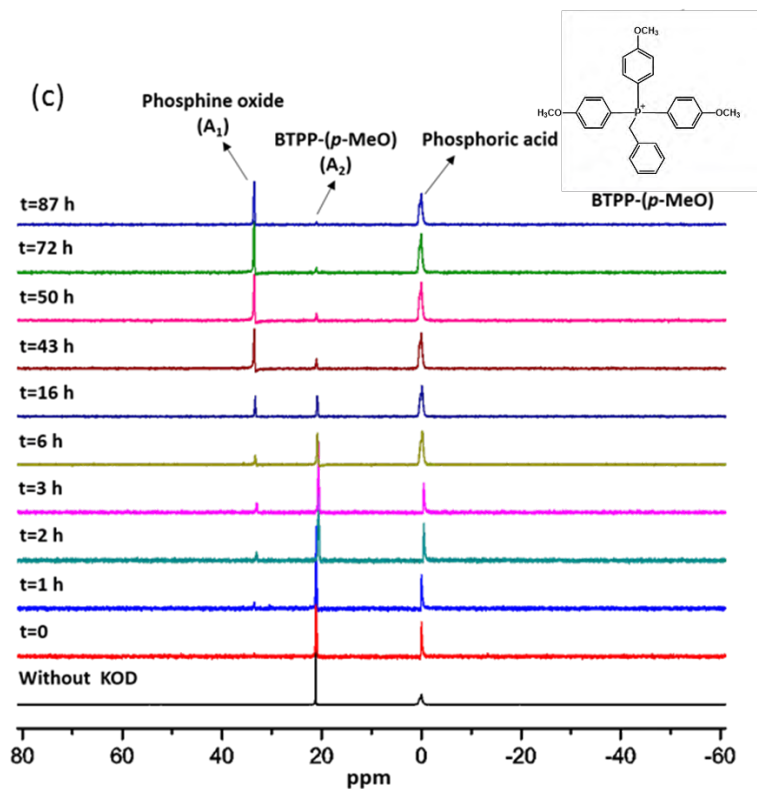 (c)
Phosphine oxide
(A1)
BTPP-(p-MeO)
(A2)
Phosphoric acid
OCH3
H3CO
P+
OCH3
BTPP-(p-MeO)
t=87 h
t=72 h
t=50 h
t=43 h
t=16 h
t=6 h
t=3 h
t=2 h
t=1 h
t=0
Without KOD
80 60 40 20 0 -20 -40 -60
ppm